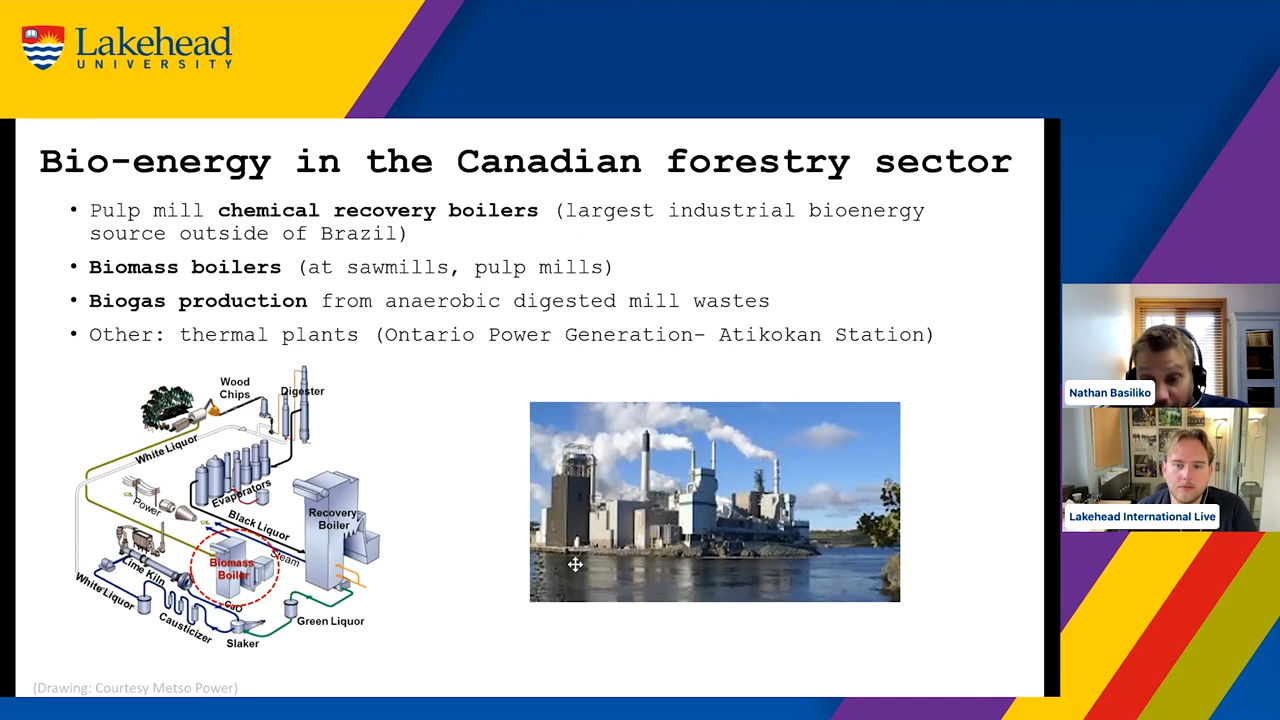 Lakehead
UNIVERSITY
Bio-energy in the Canadian forestry sector
• Pulp mill chemical recovery boilers (largest industrial bioenergy
source outside of Brazil)
• Biomass boilers (at sawmills, pulp mills)
• Biogas production from anaerobic digested mill wastes
• Other: thermal plants (Ontario Power Generation- Atikokan Station)
Wood
Chips
Digester
White Liquor
Evaporators
Power
Black Liquor
Recovery
Boiler
Steam
Biomass
Boiler
Lime Kiln
White Liquor
CaO
Causticizer
Slaker
Green Liquor
(Drawing: Courtesy Metso Power)
Nathan Basiliko
Lakehead International Live